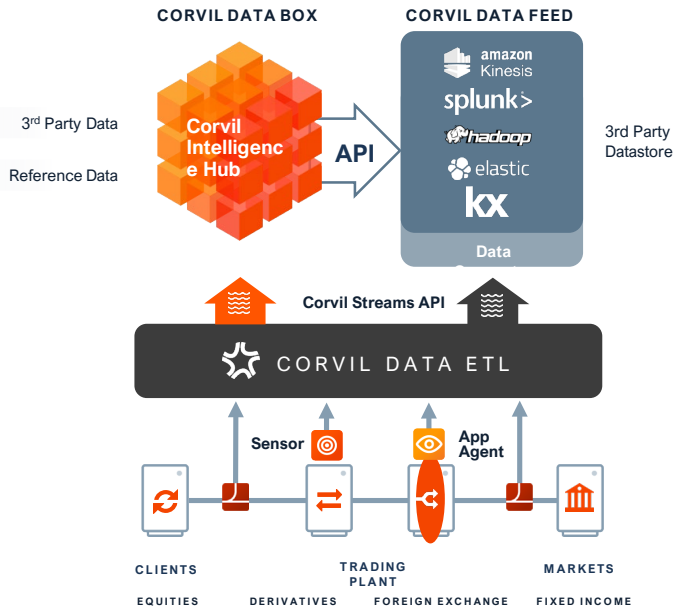 CORVIL DATA BOX
CORVIL DATA FEED
amazon
Kinesis
splunk>
hadoop
elastic
kx
Data
3rd Party Data
Reference Data
Corvil
Intelligenc
e Hub
API
3rd Party
Datastore
Corvil Streams API
CORVIL DATA ETL
Sensor
App
Agent
CLIENTS
TRADING
PLANT
MARKETS
EQUITIES
DERIVATIVES
FOREIGN EXCHANGE
FIXED INCOME